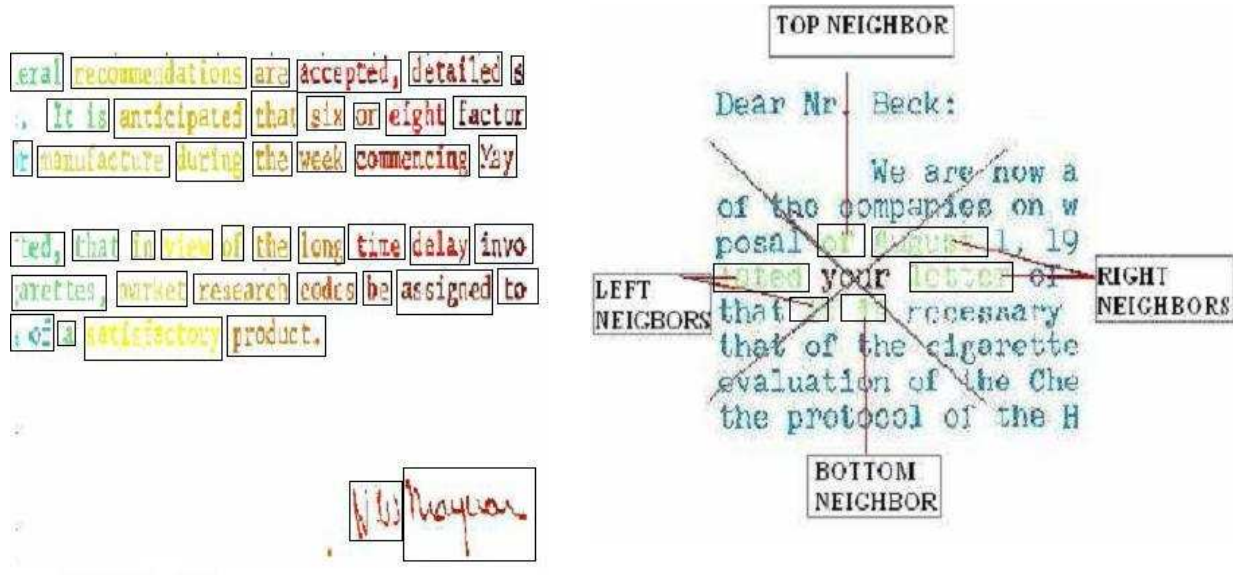 eral recommendations are accepted, detailed s
. It is anticipated that six or eight factor
r manufacture during the week commencing May
ted, that in view of the long time delay invo
arettes, market research codes be assigned to
of a satisfactory product.
TOP NEIGHBOR
Dear Mr. Beck:
We are now a
of the companies on w
posal of August 1, 19
your letter of
that necessary
that of the cigarette
evaluation of the Che
the protocol of the H
LEFT
NEIGBORS
RIGHT
NEIGHBORS
BOTTOM
NEIGHBOR